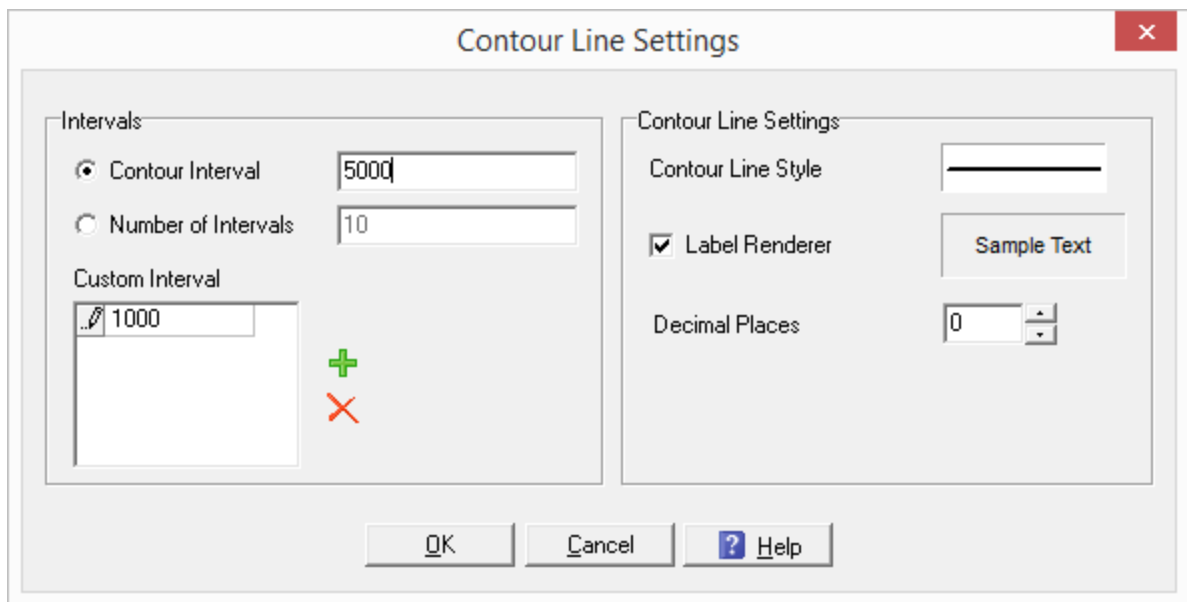 Contour Line Settings
Intervals
Contour Interval 5000
Number of Intervals 10
Custom Interval
1000
Contour Line Settings
Contour Line Style
Label Renderer Sample Text
Decimal Places 0
OK Cancel ? Help